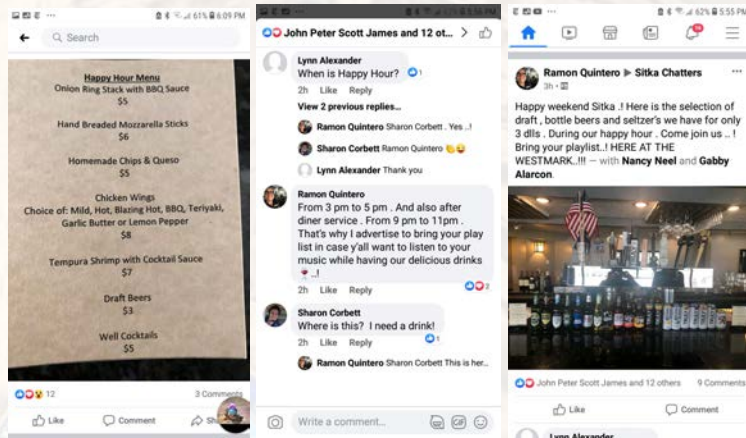 61% 6:09 PM
Search
Happy Hour Menu
Onion Ring Stack with BBQ Sauce
$5
Hand Breaded Mozzarella Sticks
$6
Homemade Chips & Queso
$5
Chicken Wings
Choice of: Mild, Hot, Blazing Hot, BBQ, Teriyaki,
Garlic Butter or Lemon Pepper
$8
Tempura Shrimp with Cocktail Sauce
$7
Draft Beers
$3
Well Cocktails
$5
12
3 Comments
Like Comment
John Peter Scott James and 12 ot...
Lynn Alexander
When is Happy Hour?
1
2h Like Reply
View 2 previous replies...
Ramon Quintero Sharon Corbett . Yes ..!
Sharon Corbett Ramon Quintero
Lynn Alexander Thank you
Ramon Quintero
From 3 pm to 5 pm . And also after
diner service . From 9 pm to 11pm .
That's why I advertise to bring your play
list in case y'all want to listen to your
music while having our delicious drinks
..!
2h Like Reply
2
Sharon Corbett
Where is this? I need a drink!
1
2h Like Reply
Ramon Quintero Sharon Corbett This is her...
Write a comment...
GIF
62% 5:55 PM
Ramon Quintero ▶ Sitka Chatters
3h
Happy weekend Sitka .! Here is the selection of
draft , bottle beers and seltzer's we have for only
3 dlls . During our happy hour . Come join us .. !
Bring your playlist..! HERE AT THE
WESTMARK..!!! — with Nancy Neel and Gabby
Alarcon.
John Peter Scott James and 12 others 9 Comments
Like Comment
Lynn Alexander